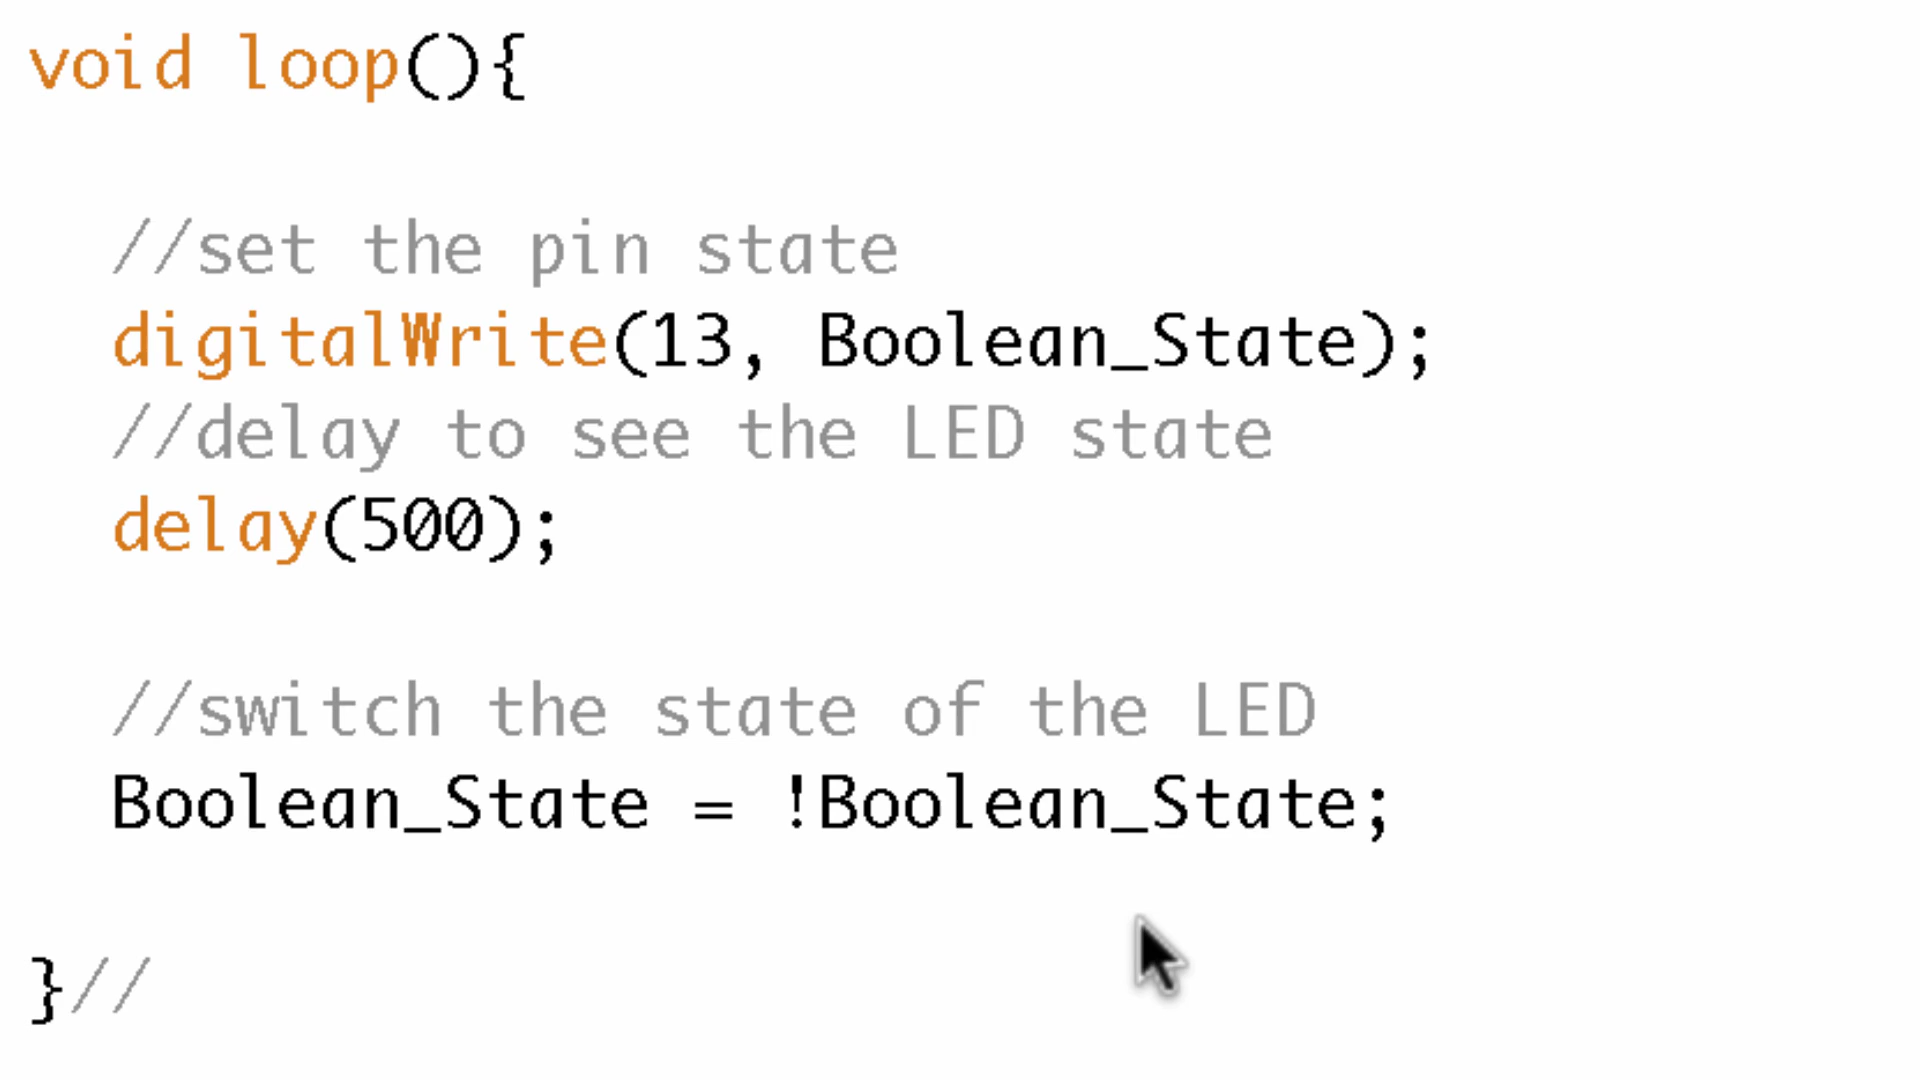 void loop(){
//set the pin state
digitalWrite(13, Boolean_State);
//delay to see the LED state
delay(500);
//switch the state of the LED
Boolean_State = !Boolean_State;
}//